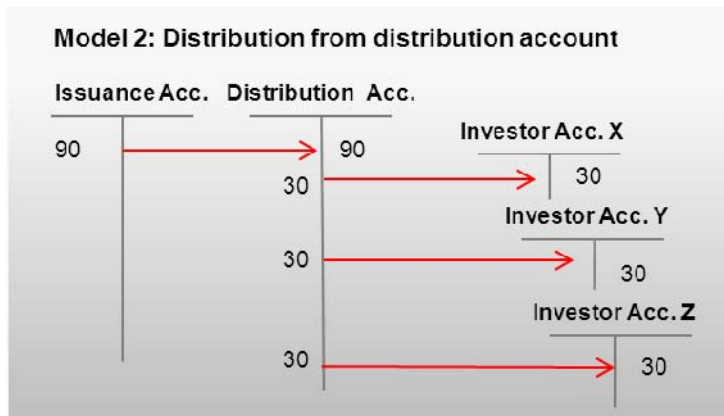 Model 2: Distribution from distribution account
Issuance Acc. Distribution Acc.
Investor Acc. X
90 90
30 30
Investor Acc. Y
30 30
Investor Acc. Z
30 30